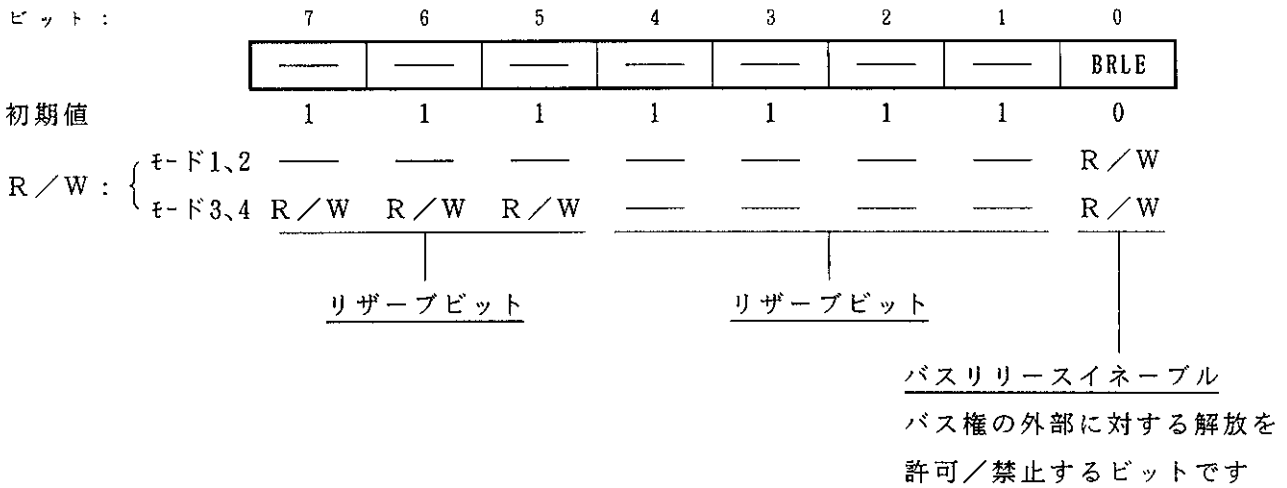 ビット： 7 6 5 4 3 2 1 0
― ― ― ― ― ― ― BRLE
初期値 1 1 1 1 1 1 1 0
R／W： モード1、2 ― ― ― ― ― ― ― R／W
モード3、4 R／W R／W R／W ― ― ― ― R／W
リザーブビット リザーブビット
バスリリースイネーブル
バス権の外部に対する解放を
許可／禁止するビットです